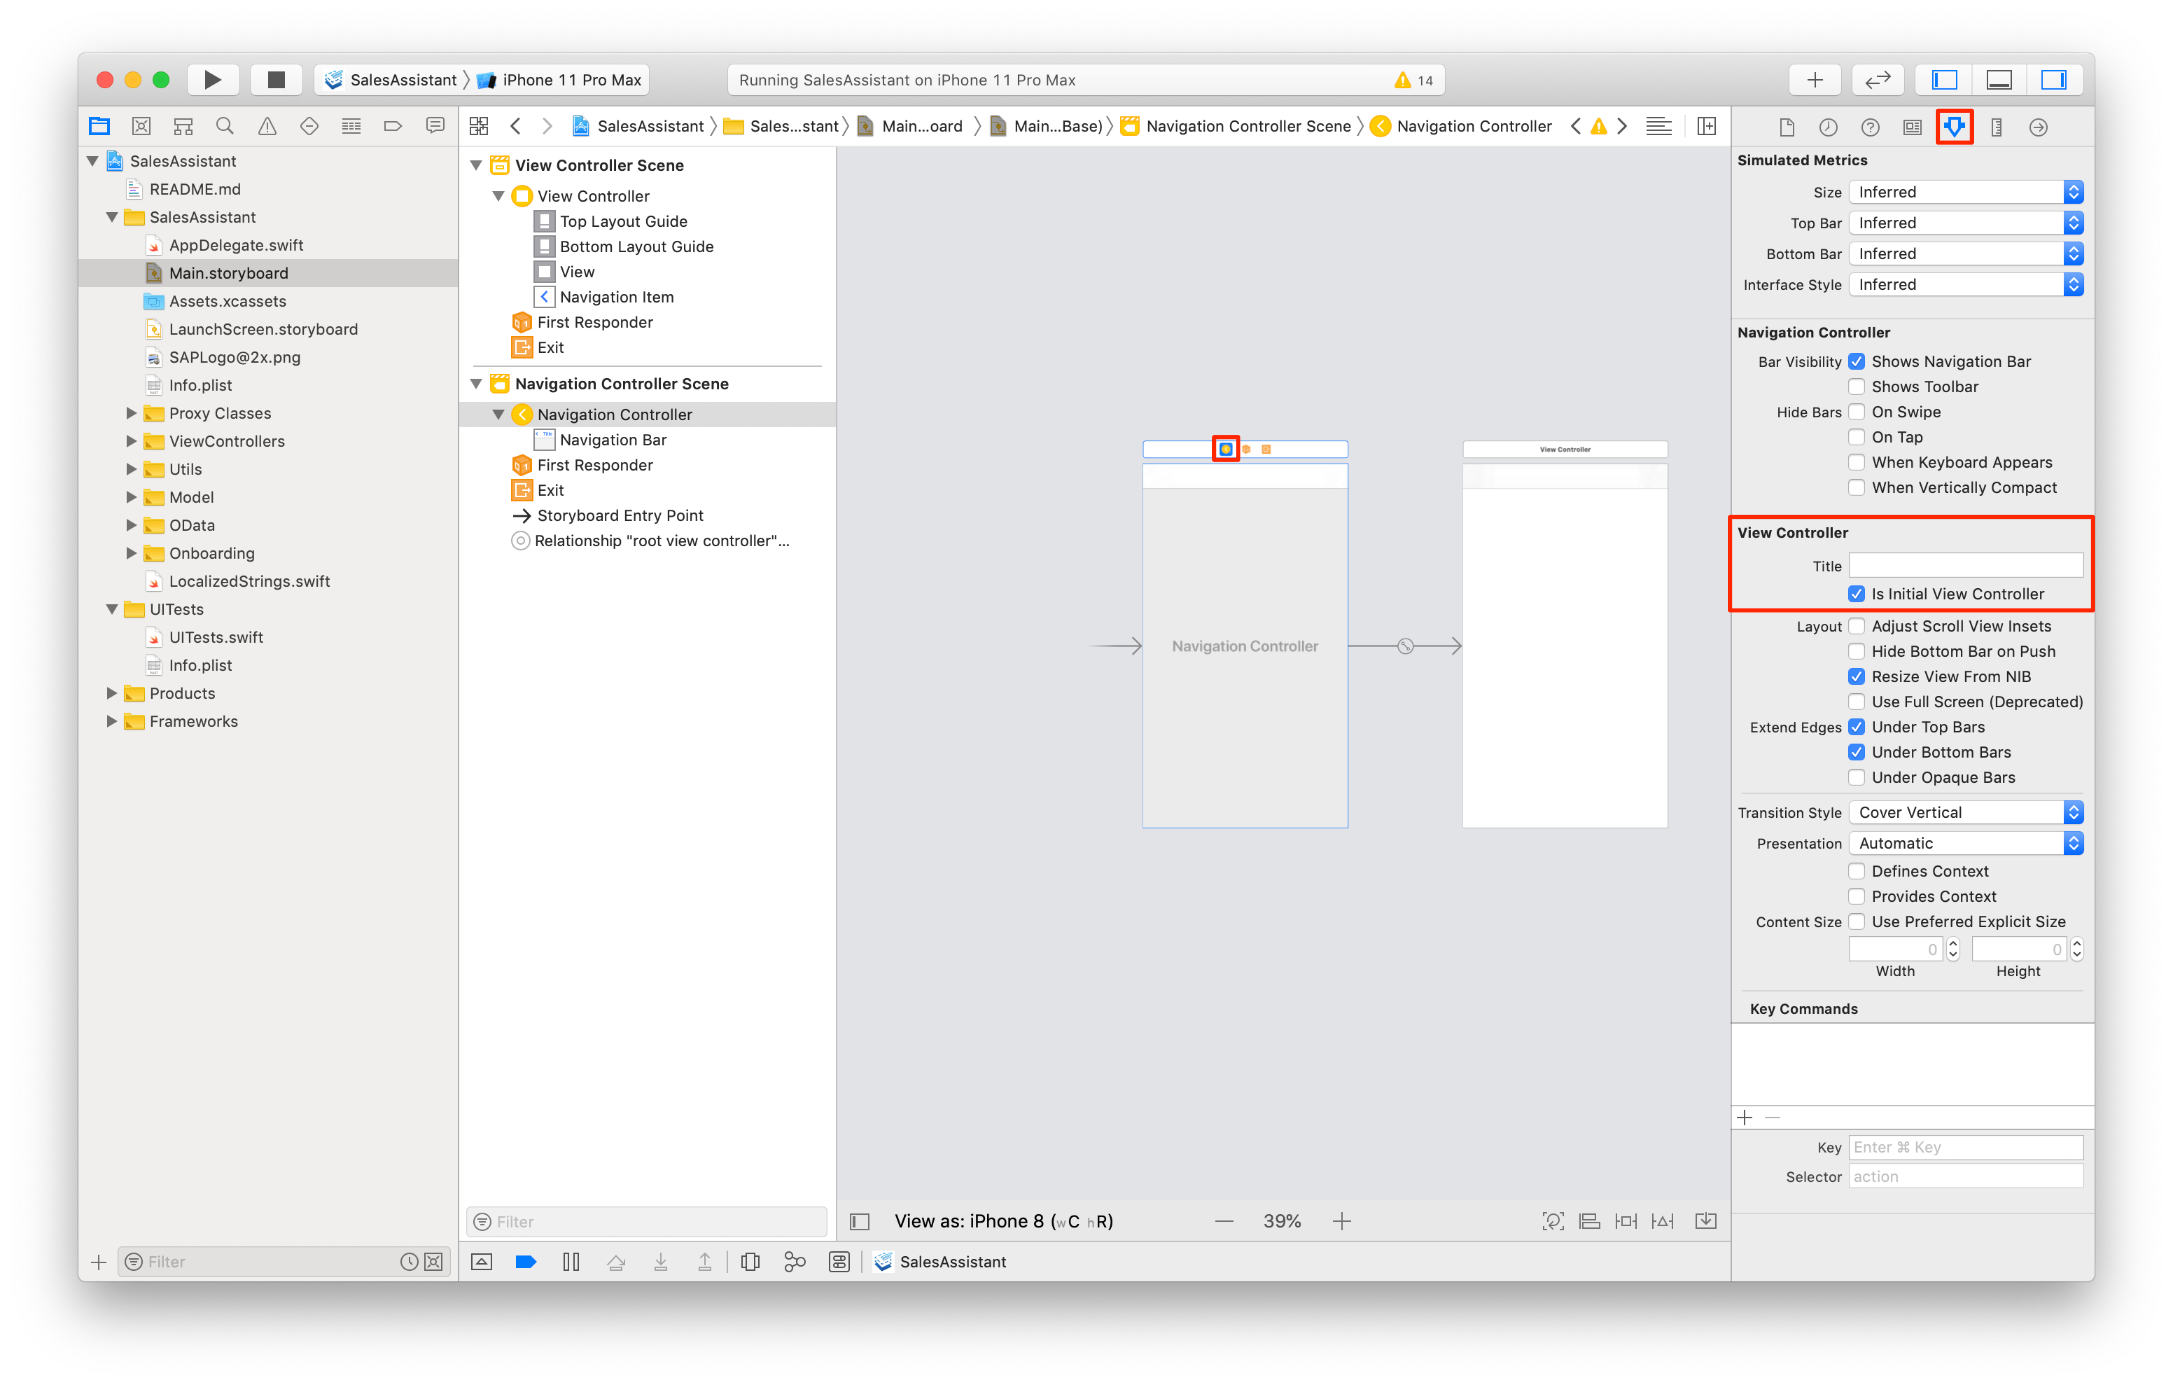 SalesAssistant 〉 iPhone 11 Pro Max
Running SalesAssistant on iPhone 11 Pro Max
14
SalesAssistant 〉 Sales...stant 〉 Main...oard 〉 Main...Base) 〉 Navigation Controller Scene 〉 Navigation Controller
SalesAssistant
README.md
SalesAssistant
AppDelegate.swift
Main.storyboard
Assets.xcassets
LaunchScreen.storyboard
SAPLogo@2x.png
Info.plist
Proxy Classes
ViewControllers
Utils
Model
OData
Onboarding
LocalizedStrings.swift
UITests
UITests.swift
Info.plist
Products
Frameworks
Filter
View Controller Scene
View Controller
Top Layout Guide
Bottom Layout Guide
View
Navigation Item
First Responder
Exit
Navigation Controller Scene
Navigation Controller
Navigation Bar
First Responder
Exit
Storyboard Entry Point
Relationship "root view controller"...
Filter
Navigation Controller
View Controller
View as: iPhone 8 (wC hR)
39%
SalesAssistant
Simulated Metrics
Size Inferred
Top Bar Inferred
Bottom Bar Inferred
Interface Style Inferred
Navigation Controller
Bar Visibility Shows Navigation Bar
Shows Toolbar
Hide Bars On Swipe
On Tap
When Keyboard Appears
When Vertically Compact
View Controller
Title
Is Initial View Controller
Layout Adjust Scroll View Insets
Hide Bottom Bar on Push
Resize View From NIB
Use Full Screen (Deprecated)
Extend Edges Under Top Bars
Under Bottom Bars
Under Opaque Bars
Transition Style Cover Vertical
Presentation Automatic
Defines Context
Provides Context
Content Size Use Preferred Explicit Size
0 0
Width Height
Key Commands
Key Enter ⌘ Key
Selector action